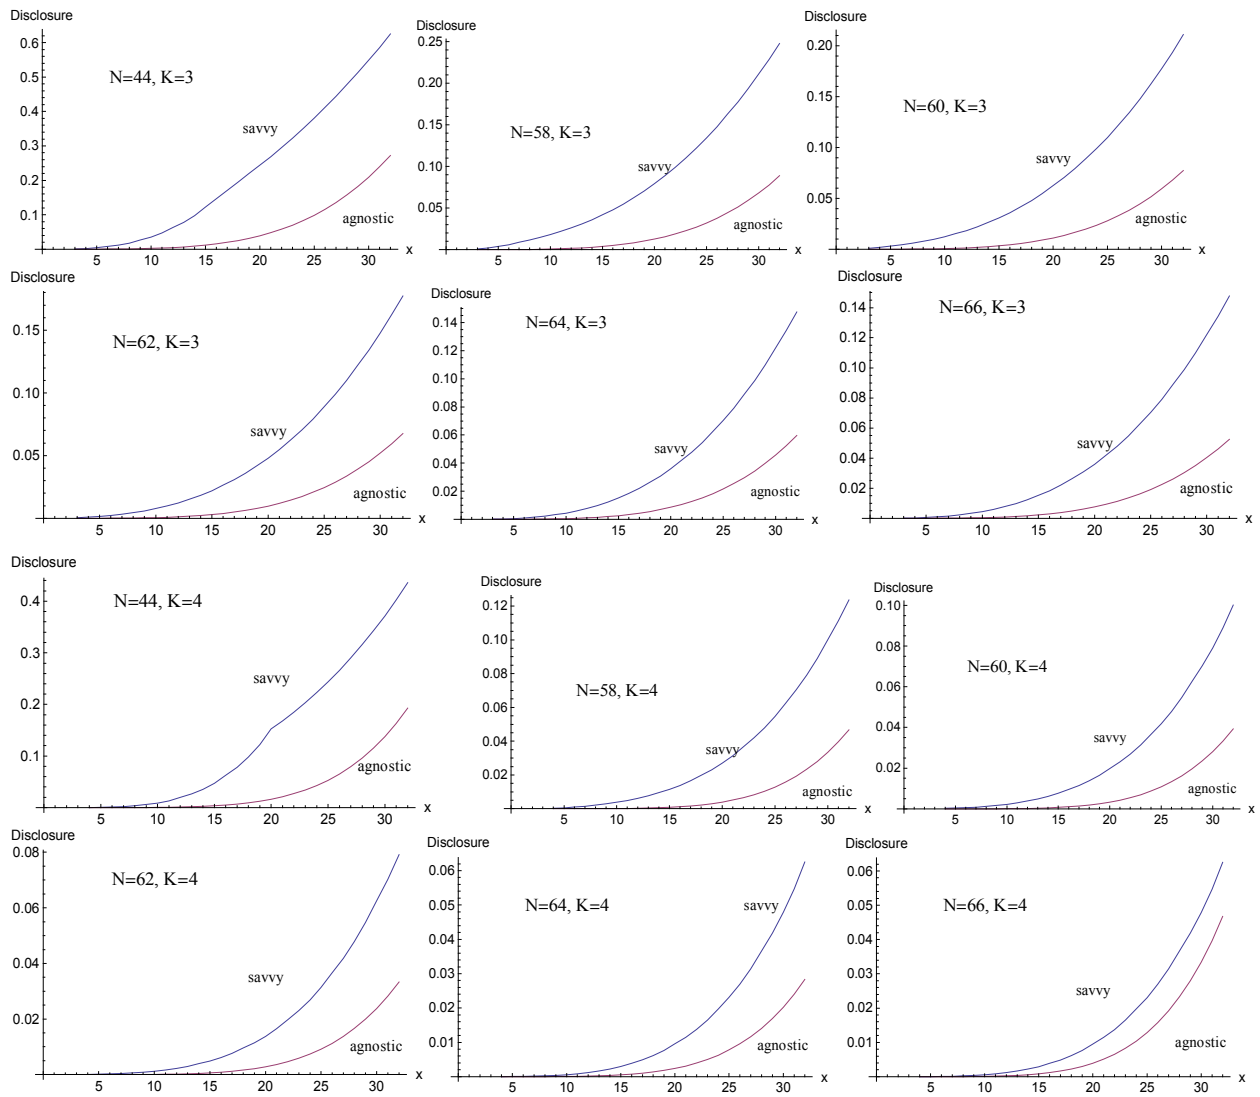 Disclosure
0.6
0.5
0.4
0.3
0.2
0.1
N=44, K=3
savvy
agnostic
5 10 15 20 25 30 x
Disclosure
0.25
0.20
0.15
0.10
0.05
N=58, K=3
savvy
agnostic
5 10 15 20 25 30 x
Disclosure
0.20
0.15
0.10
0.05
N=60, K=3
savvy
agnostic
5 10 15 20 25 30 x
Disclosure
0.15
0.10
0.05
N=62, K=3
savvy
agnostic
5 10 15 20 25 30 x
Disclosure
0.14
0.12
0.10
0.08
0.06
0.04
0.02
N=64, K=3
savvy
agnostic
5 10 15 20 25 30 x
Disclosure
0.14
0.12
0.10
0.08
0.06
0.04
0.02
N=66, K=3
savvy
agnostic
5 10 15 20 25 30 x
Disclosure
0.4
0.3
0.2
0.1
N=44, K=4
savvy
agnostic
5 10 15 20 25 30 x
Disclosure
0.12
0.10
0.08
0.06
0.04
0.02
N=58, K=4
savvy
agnostic
5 10 15 20 25 30 x
Disclosure
0.10
0.08
0.06
0.04
0.02
N=60, K=4
savvy
agnostic
5 10 15 20 25 30 x
Disclosure
0.08
0.06
0.04
0.02
N=62, K=4
savvy
agnostic
5 10 15 20 25 30 x
Disclosure
0.06
0.05
0.04
0.03
0.02
0.01
N=64, K=4
savvy
agnostic
5 10 15 20 25 30 x
Disclosure
0.06
0.05
0.04
0.03
0.02
0.01
N=66, K=4
savvy
agnostic
5 10 15 20 25 30 x